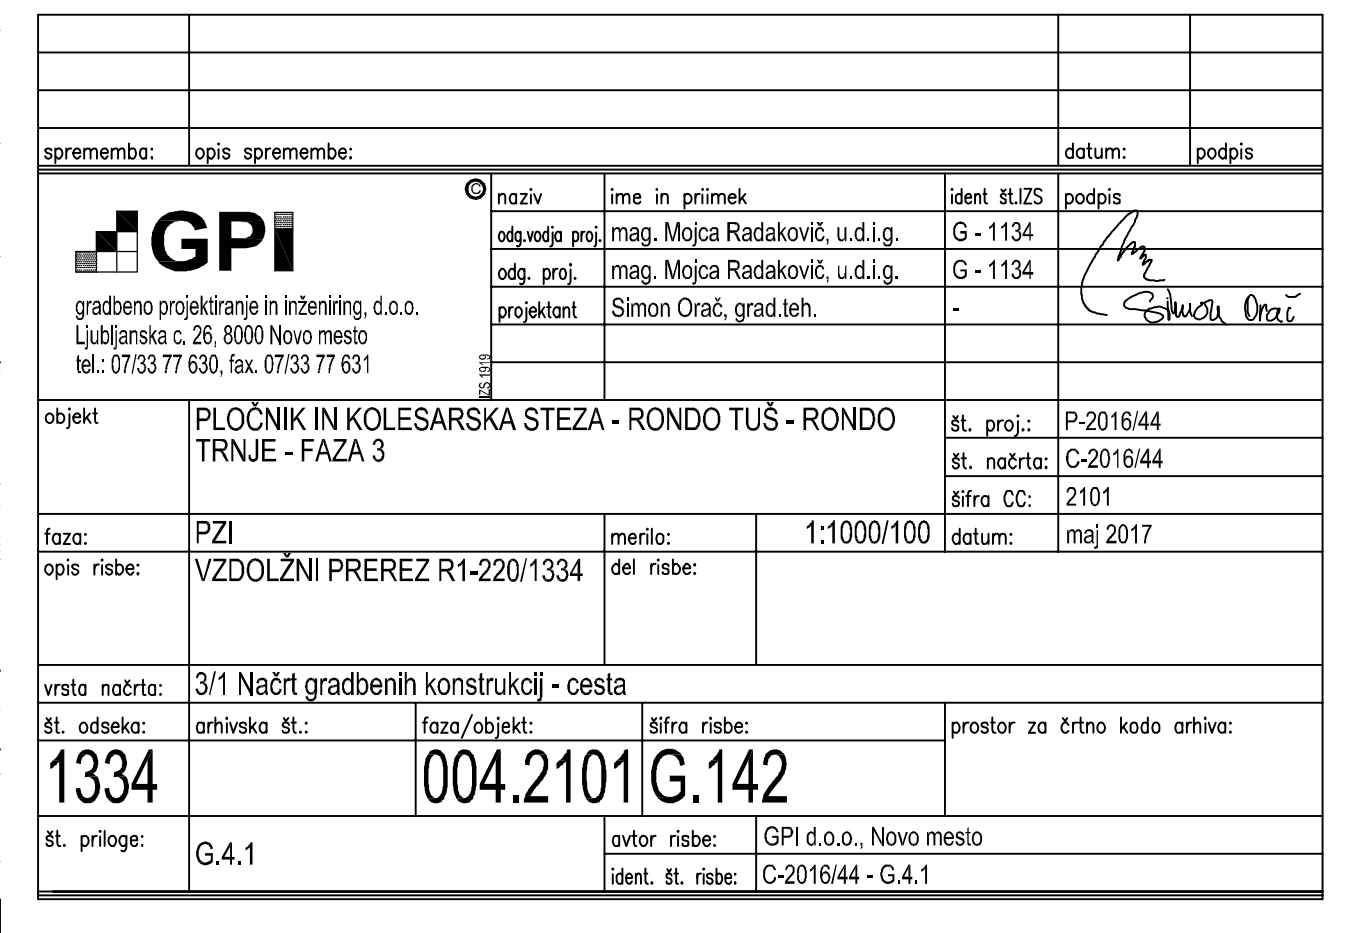 sprememba: opis spremembe: datum: podpis
© naziv ime in priimek ident št.IZS podpis
GPI odg.vodja proj. mag. Mojca Radakovič, u.d.i.g. G - 1134
odg. proj. mag. Mojca Radakovič, u.d.i.g. G - 1134
gradbeno projektiranje in inženiring, d.o.o. projektant Simon Orač, grad.teh. - Simon Orač
Ljubljanska c. 26, 8000 Novo mesto
tel.: 07/33 77 630, fax. 07/33 77 631
IZS 1919
objekt PLOČNIK IN KOLESARSKA STEZA - RONDO TUŠ - RONDO
TRNJE - FAZA 3
št. proj.: P-2016/44
št. načrta: C-2016/44
šifra CC: 2101
faza: PZI merilo: 1:1000/100 datum: maj 2017
opis risbe: VZDOLŽNI PREREZ R1-220/1334 del risbe:
vrsta načrta: 3/1 Načrt gradbenih konstrukcij - cesta
št. odseka: arhivska št.: faza/objekt: šifra risbe: prostor za črtno kodo arhiva:
1334 004.2101 G.142
št. priloge: G.4.1
avtor risbe: GPI d.o.o., Novo mesto
ident. št. risbe: C-2016/44 - G.4.1